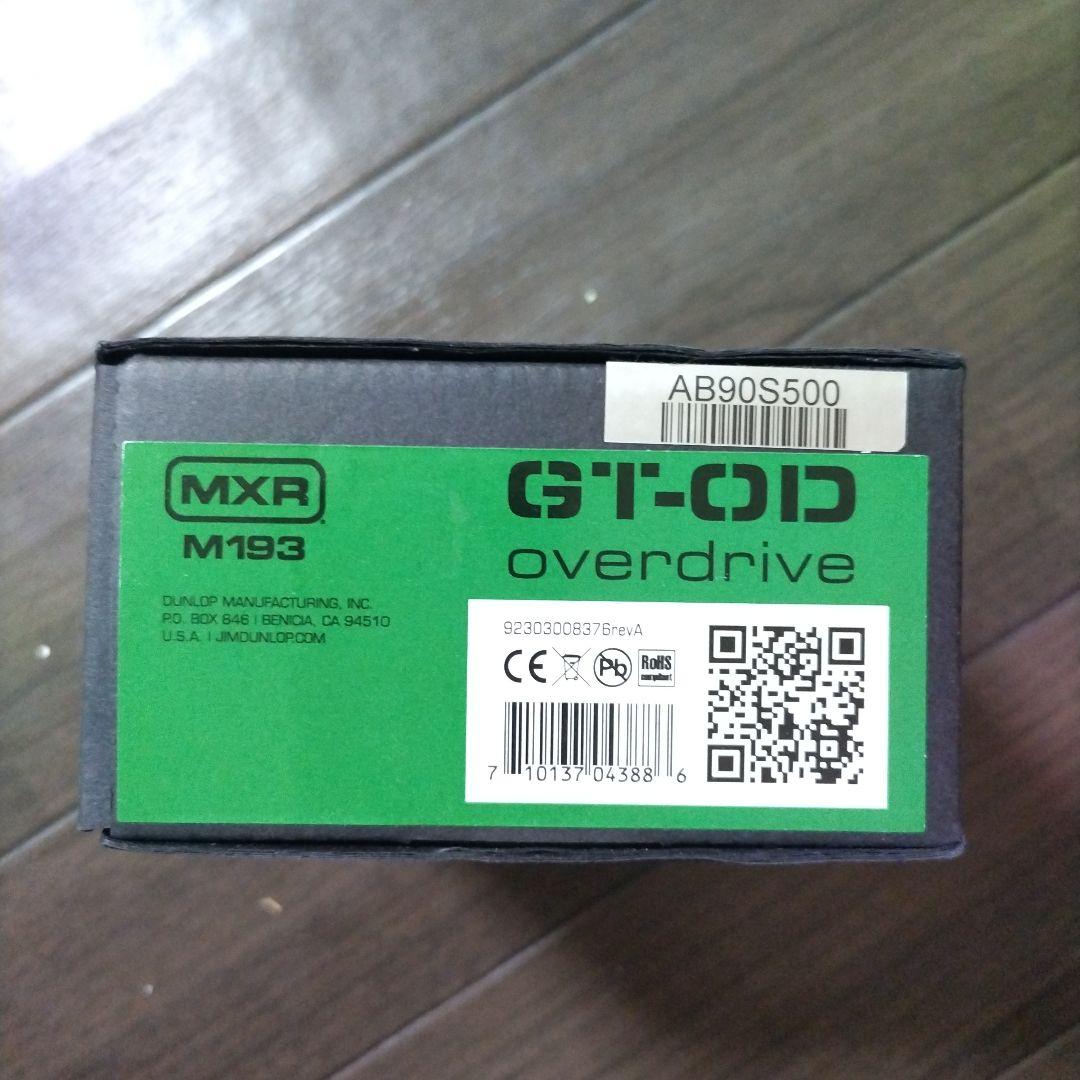 AB90S500
MXR
M193
GT-OD
overdrive
DUNLOP MANUFACTURING, INC.
P.O. BOX 846 | BENICIA, CA 94510
U.S.A. | JIMDUNLOP.COM
92303008376revA
CE Pb RoHS
compliant
7 10137 04388 6